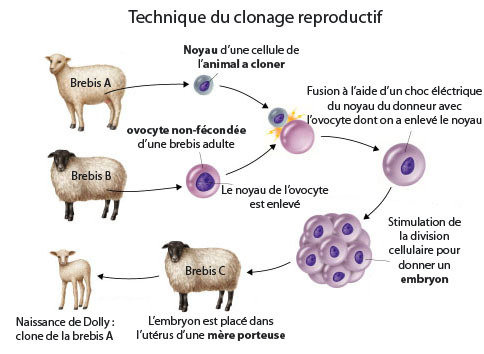 Technique du clonage reproductif
Noyau d'une cellule de
l'animal a cloner
Brebis A
Fusion à l'aide d'un choc éléctrique
du noyau du donneur avec
l'ovocyte dont on a enlevé le noyau
ovocyte non-fécondée
d'une brebis adulte
Brebis B
Le noyau de l'ovocyte
est enlevé
Stimulation de
la division
cellulaire pour
donner un
embryon
Brebis C
Naissance de Dolly :
clone de la brebis A
L'embryon est placé dans
l'utérus d'une mère porteuse